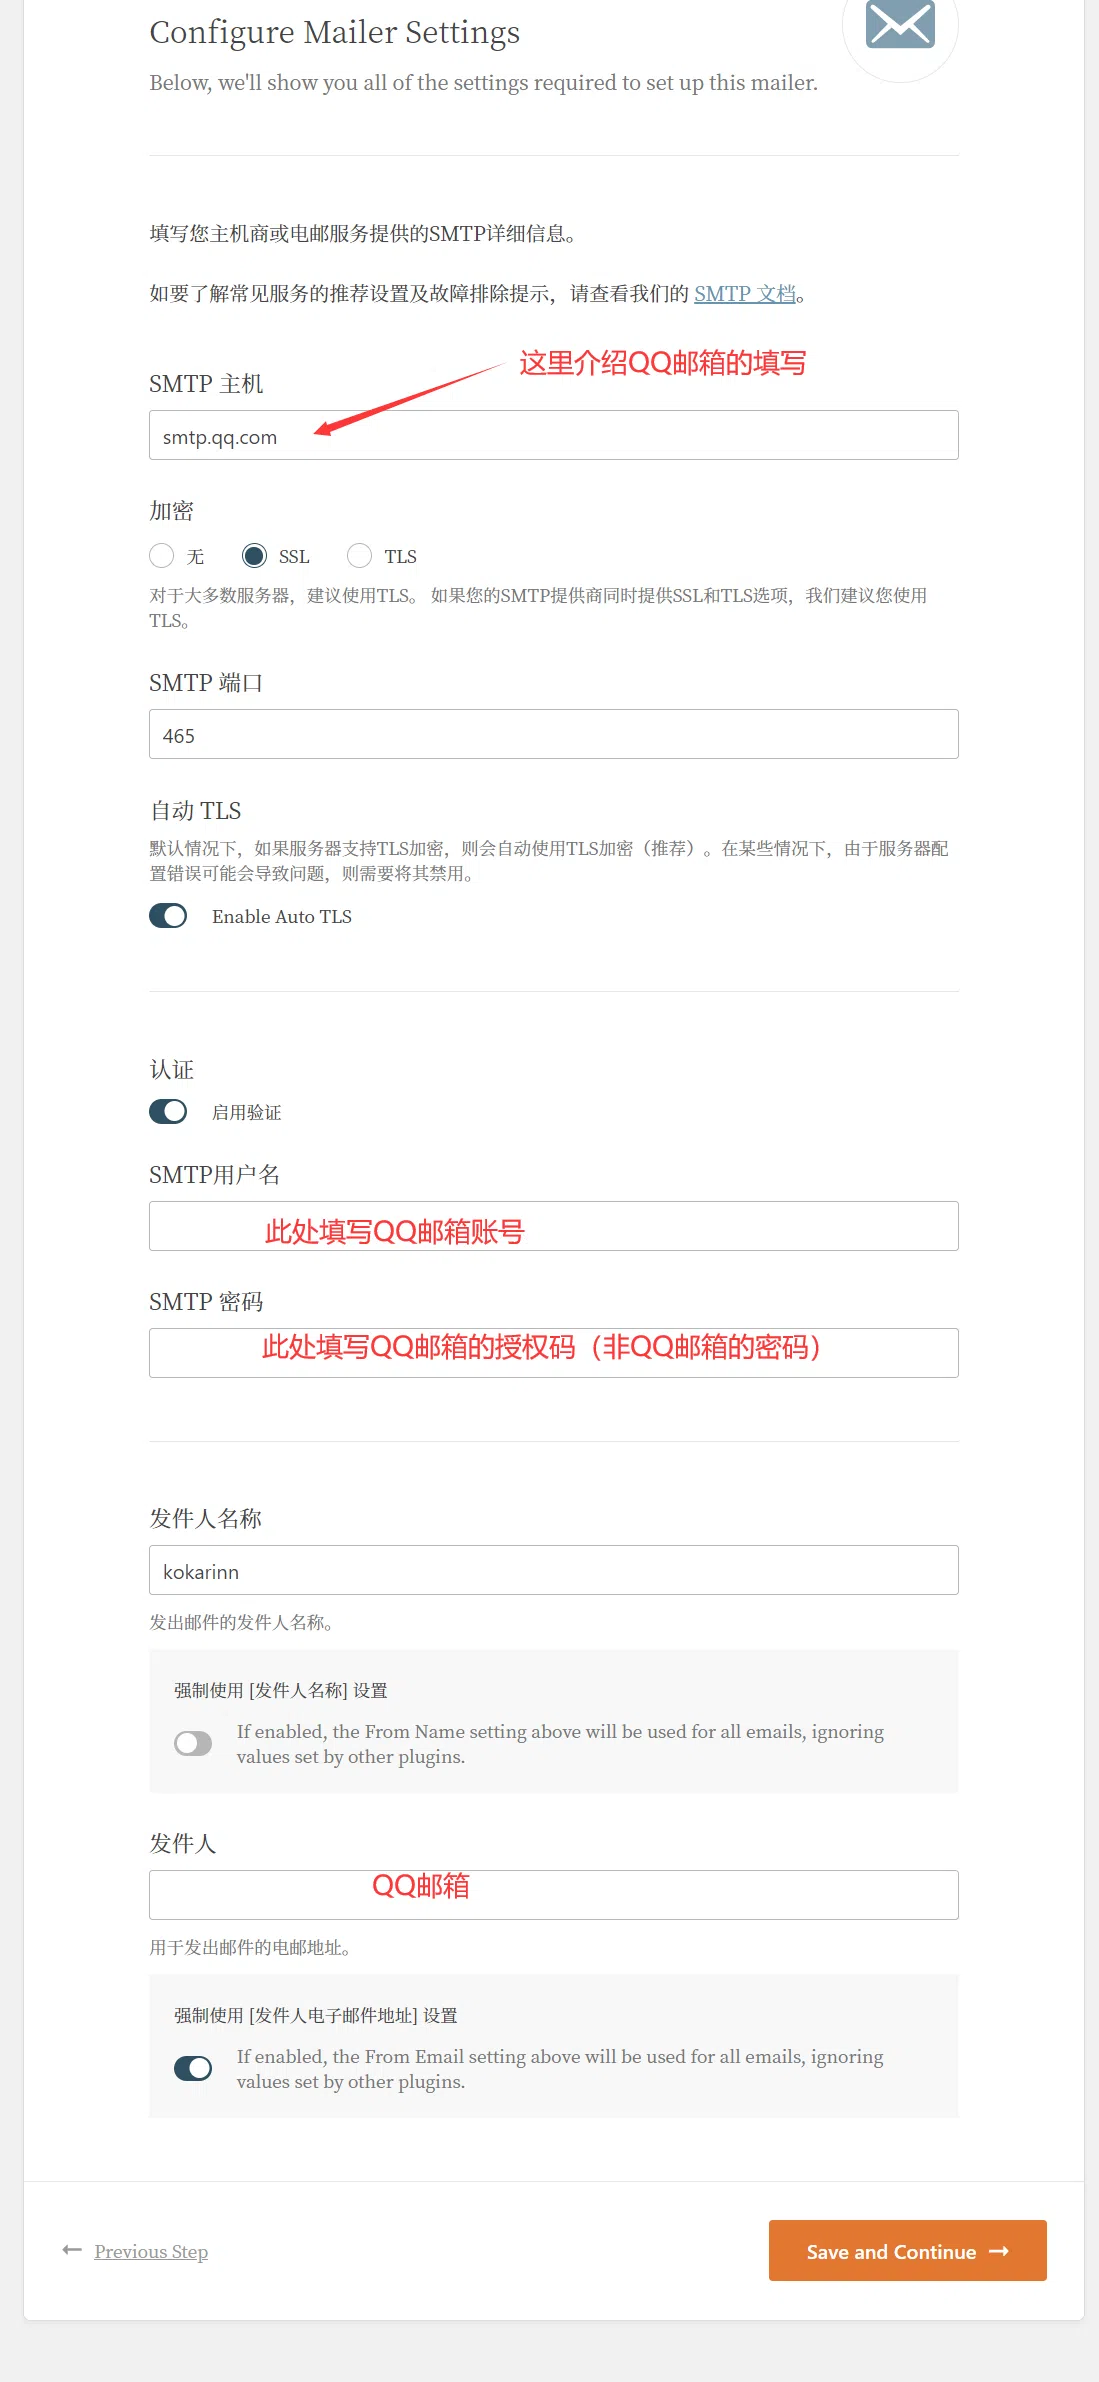 Configure Mailer Settings
Below, we'll show you all of the settings required to set up this mailer.
填写您主机商或电邮服务提供的SMTP详细信息。
如要了解常见服务的推荐设置及故障排除提示，请查看我们的 SMTP 文档。
这里介绍QQ邮箱的填写
SMTP 主机
smtp.qq.com
加密
无 SSL TLS
对于大多数服务器，建议使用TLS。 如果您的SMTP提供商同时提供SSL和TLS选项，我们建议您使用
TLS。
SMTP 端口
465
自动 TLS
默认情况下，如果服务器支持TLS加密，则会自动使用TLS加密（推荐）。在某些情况下，由于服务器配
置错误可能会导致问题，则需要将其禁用。
Enable Auto TLS
认证
启用验证
SMTP用户名
此处填写QQ邮箱账号
SMTP 密码
此处填写QQ邮箱的授权码（非QQ邮箱的密码）
发件人名称
kokarinn
发出邮件的发件人名称。
强制使用 [发件人名称] 设置
If enabled, the From Name setting above will be used for all emails, ignoring
values set by other plugins.
发件人
QQ邮箱
用于发出邮件的电邮地址。
强制使用 [发件人电子邮件地址] 设置
If enabled, the From Email setting above will be used for all emails, ignoring
values set by other plugins.
Previous Step
Save and Continue